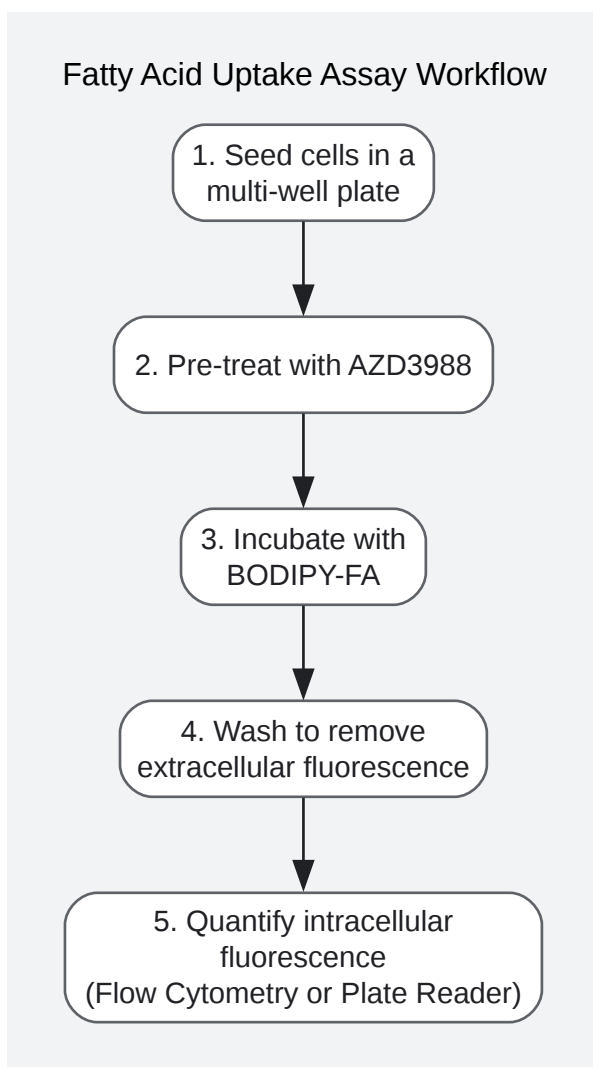 Fatty Acid Uptake Assay Workflow
1. Seed cells in a
multi-well plate
2. Pre-treat with AZD3988
3. Incubate with
BODIPY-FA
4. Wash to remove
extracellular fluorescence
5. Quantify intracellular
fluorescence
(Flow Cytometry or Plate Reader)